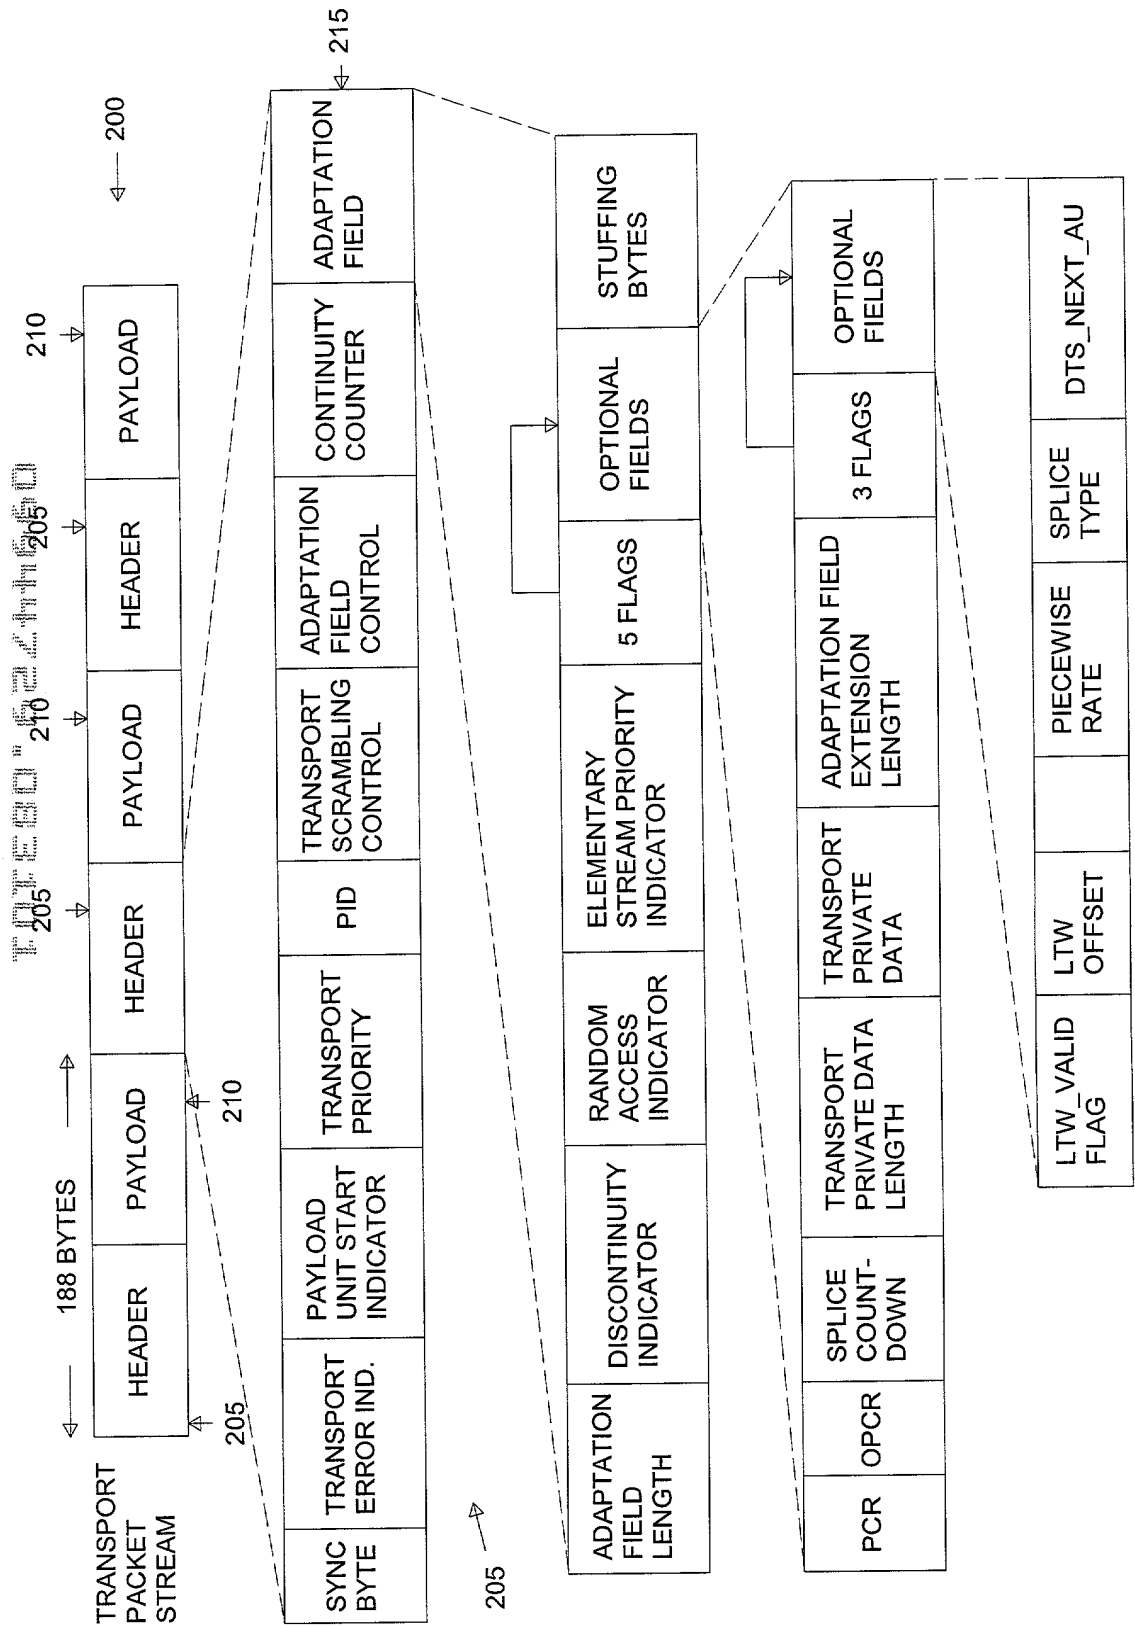 TRANSPORT
PACKET
STREAM
188 BYTES
HEADER
PAYLOAD
HEADER
PAYLOAD
HEADER
PAYLOAD
205
210
205
210
205
210
200
SYNC
BYTE
TRANSPORT
ERROR IND.
PAYLOAD
UNIT START
INDICATOR
TRANSPORT
PRIORITY
PID
TRANSPORT
SCRAMBLING
CONTROL
ADAPTATION
FIELD
CONTROL
CONTINUITY
COUNTER
ADAPTATION
FIELD
215
205
ADAPTATION
FIELD
LENGTH
DISCONTINUITY
INDICATOR
RANDOM
ACCESS
INDICATOR
ELEMENTARY
STREAM PRIORITY
INDICATOR
5 FLAGS
OPTIONAL
FIELDS
STUFFING
BYTES
PCR
OPCR
SPLICE
COUNT-
DOWN
TRANSPORT
PRIVATE DATA
LENGTH
TRANSPORT
PRIVATE
DATA
ADAPTATION FIELD
EXTENSION
LENGTH
3 FLAGS
OPTIONAL
FIELDS
LTW_VALID
FLAG
LTW
OFFSET
PIECEWISE
RATE
SPLICE
TYPE
DTS_NEXT_AU